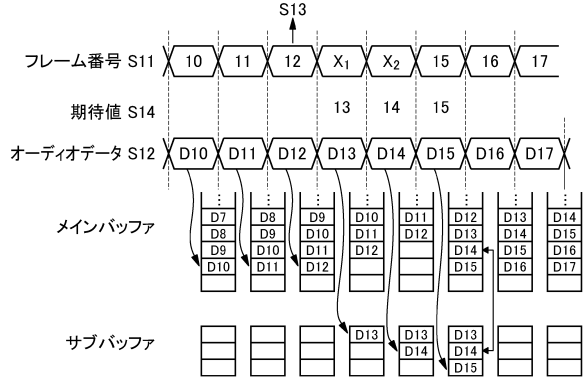 S13
フレーム番号 S11 10 11 12 X₁ X₂ 15 16 17
期待値 S14 13 14 15
オーディオデータ S12 D10 D11 D12 D13 D14 D15 D16 D17
メインバッファ
D7 D8 D9 D10 D11 D12 D13 D14
D8 D9 D10 D11 D12 D13 D14 D15
D9 D10 D11 D12 D14 D15 D16
D10 D11 D12 D15 D16 D17
サブバッファ
D13 D13 D13
D14 D14
D15